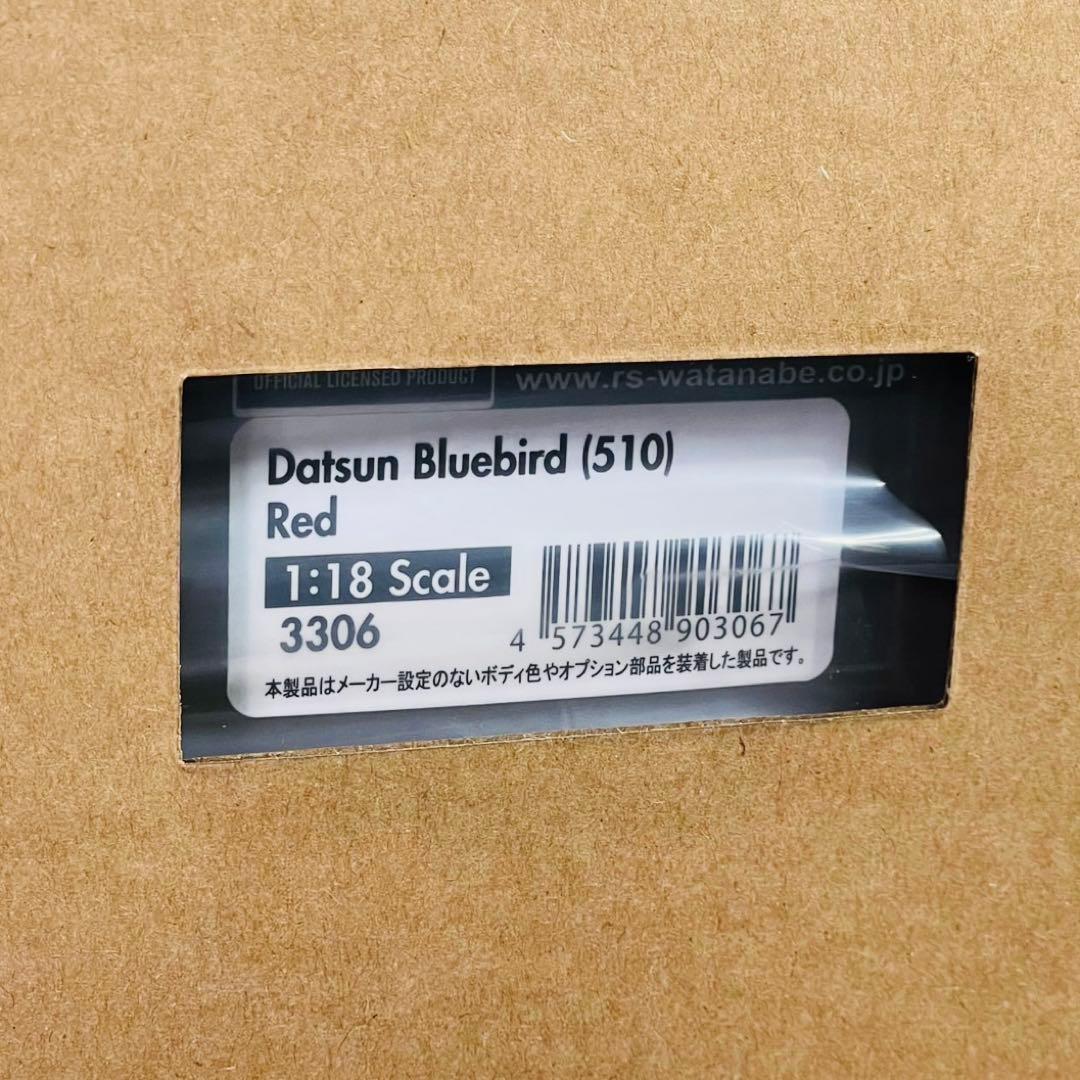 OFFICIAL LICENSED PRODUCT
www.rs-watanabe.co.jp
Datsun Bluebird (510)
Red
1:18 Scale
3306
4 573448 903067
本製品はメーカー設定のないボディ色やオプション部品を装着した製品です。